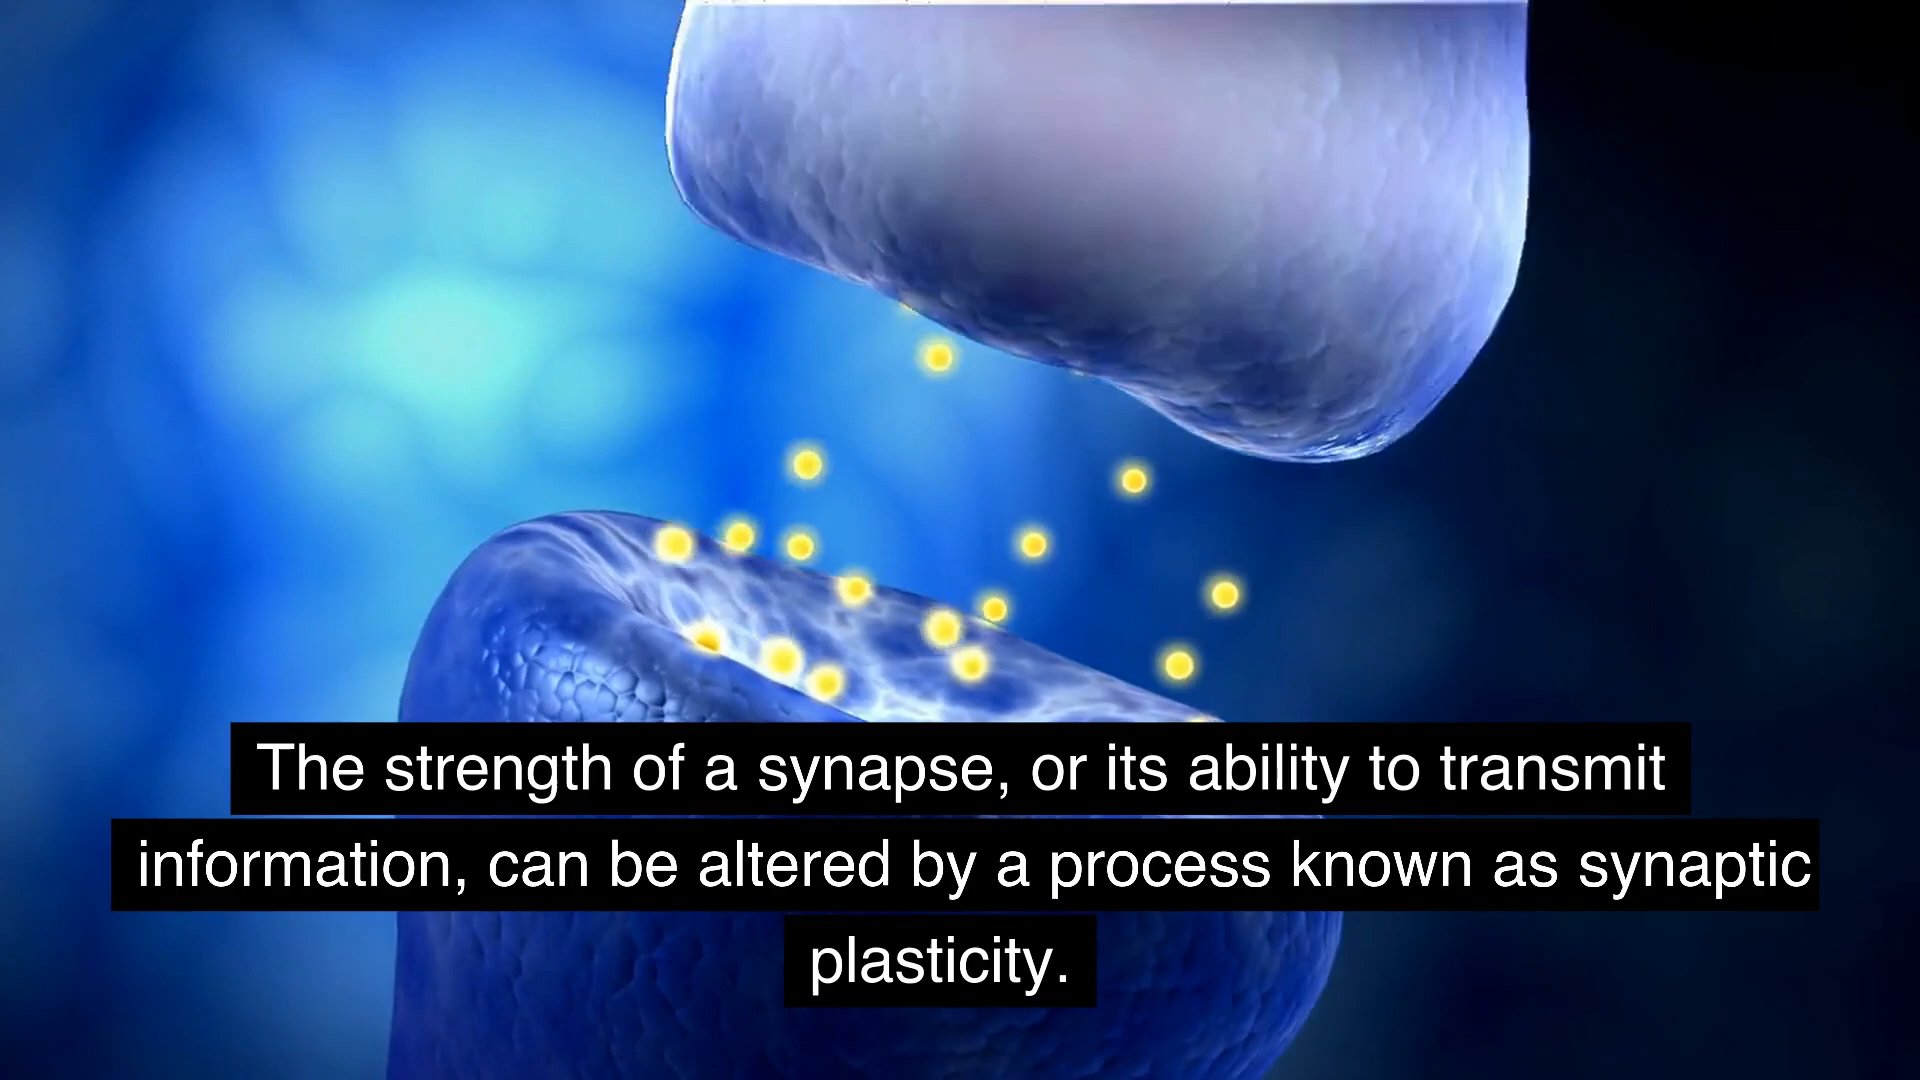 The strength of a synapse, or its ability to transmit
information, can be altered by a process known as synaptic
plasticity.